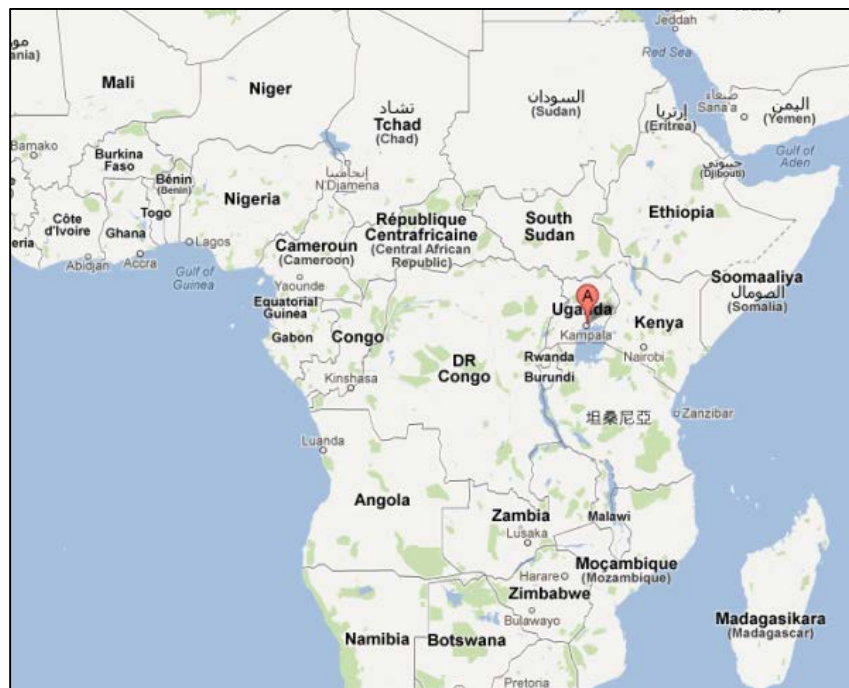 جدة
Jeddah
Red Sea
Mali
Niger
تشاد
Tchad
(Chad)
السودان
(Sudan)
إرتريا
(Eritrea)
صنعاء
Sana'a
اليمن
(Yemen)
Gulf of
Aden
جيبوتي
(Djibouti)
Bamako
Burkina
Faso
Bénin
(Benin)
Nigeria
إنجامينا
N'Djamena
Côte
d'Ivoire
Ghana
Togo
Lagos
Abidjan
Accra
Gulf of
Guinea
Cameroun
(Cameroon)
Yaounde
République
Centrafricaine
(Central African
Republic)
South
Sudan
Ethiopia
Soomaaliya
الصومال
(Somalia)
Equatorial
Guinea
Gabon
Congo
A
Uganda
Kampala
Kenya
Nairobi
DR
Congo
Rwanda
Burundi
Kinshasa
坦桑尼亞
Zanzibar
Luanda
Angola
Zambia
Lusaka
Malawi
Moçambique
(Mozambique)
Harare
Zimbabwe
Bulawayo
Namibia
Botswana
Madagasikara
(Madagascar)
Pretoria